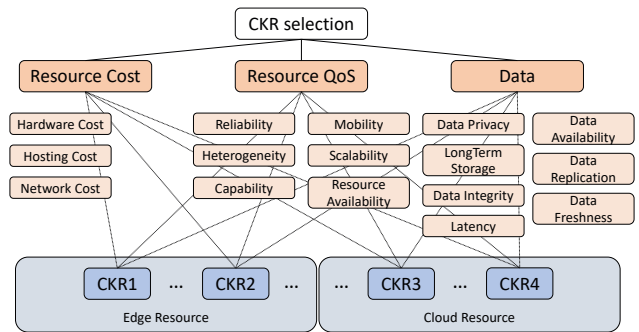 CKR selection
Resource Cost
Resource QoS
Data
Hardware Cost
Hosting Cost
Network Cost
Reliability
Heterogeneity
Capability
Mobility
Scalability
Resource
Availability
Data Privacy
LongTerm
Storage
Data Integrity
Latency
Data
Availability
Data
Replication
Data
Freshness
CKR1 ... CKR2 ... ... CKR3 ... CKR4
Edge Resource
Cloud Resource